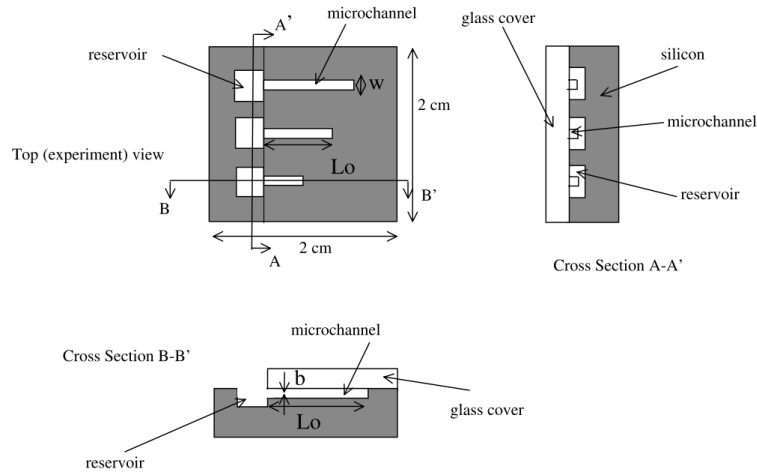 A'
microchannel
glass cover
reservoir
silicon
W
2 cm
microchannel
Top (experiment) view
Lo
B
B'
reservoir
2 cm
A
Cross Section A-A'
microchannel
Cross Section B-B'
b
glass cover
Lo
reservoir